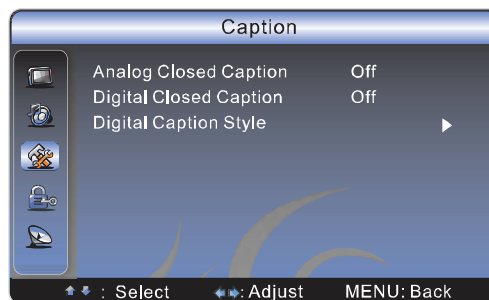 Caption
Analog Closed Caption Off
Digital Closed Caption Off
Digital Caption Style
: Select : Adjust MENU: Back